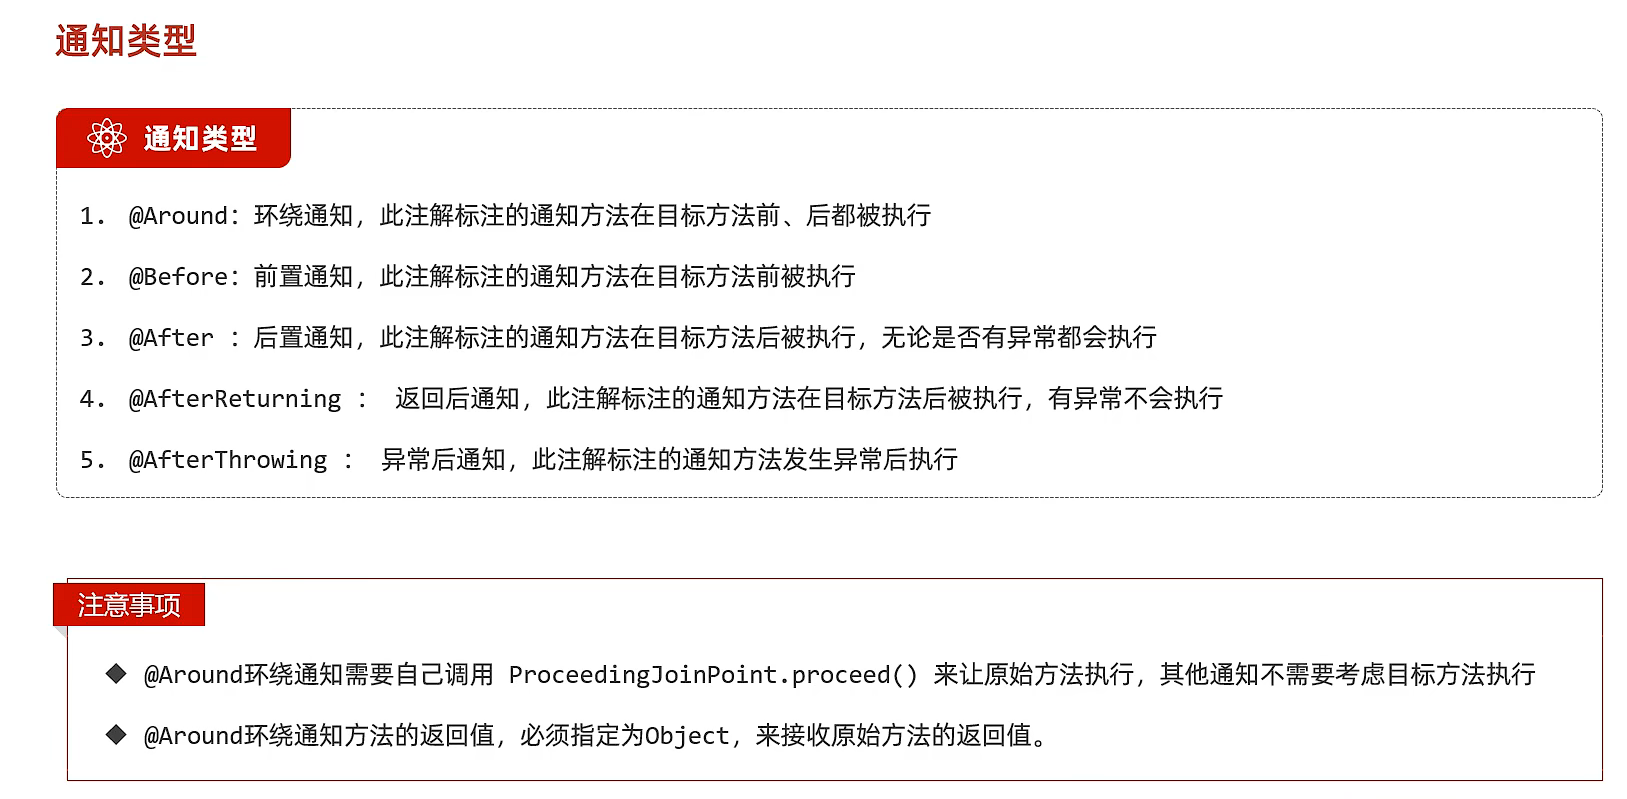 通知类型
通知类型
1. @Around：环绕通知，此注解标注的通知方法在目标方法前、后都被执行
2. @Before：前置通知，此注解标注的通知方法在目标方法前被执行
3. @After ：后置通知，此注解标注的通知方法在目标方法后被执行，无论是否有异常都会执行
4. @AfterReturning ： 返回后通知，此注解标注的通知方法在目标方法后被执行，有异常不会执行
5. @AfterThrowing ： 异常后通知，此注解标注的通知方法发生异常后执行
注意事项
◆ @Around环绕通知需要自己调用 ProceedingJoinPoint.proceed() 来让原始方法执行，其他通知不需要考虑目标方法执行
◆ @Around环绕通知方法的返回值，必须指定为Object，来接收原始方法的返回值。